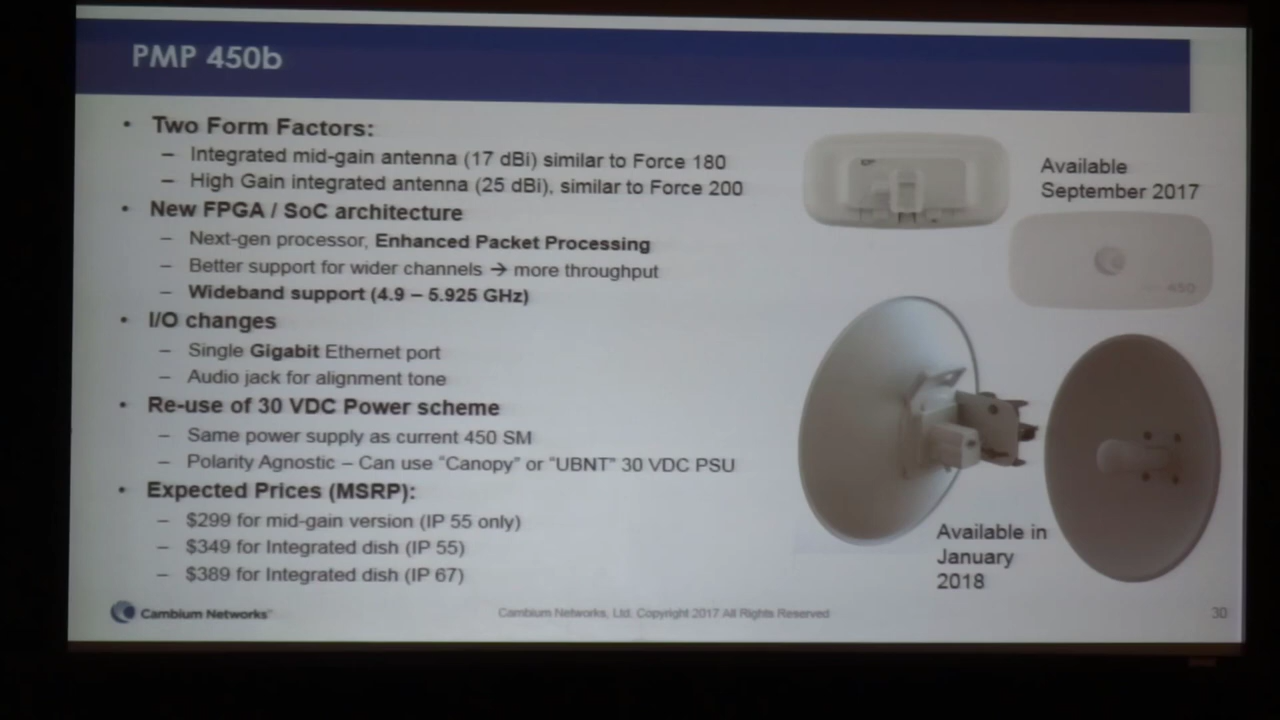 PMP 450b
• Two Form Factors:
– Integrated mid-gain antenna (17 dBi) similar to Force 180
– High Gain integrated antenna (25 dBi), similar to Force 200
• New FPGA / SoC architecture
– Next-gen processor, Enhanced Packet Processing
– Better support for wider channels → more throughput
– Wideband support (4.9 – 5.925 GHz)
• I/O changes
– Single Gigabit Ethernet port
– Audio jack for alignment tone
• Re-use of 30 VDC Power scheme
– Same power supply as current 450 SM
– Polarity Agnostic – Can use “Canopy” or “UBNT” 30 VDC PSU
• Expected Prices (MSRP):
– $299 for mid-gain version (IP 55 only)
– $349 for Integrated dish (IP 55)
– $389 for Integrated dish (IP 67)
Available
September 2017
450
Available in
January
2018
Cambium Networks™
Cambium Networks, Ltd. Copyright 2017 All Rights Reserved
30